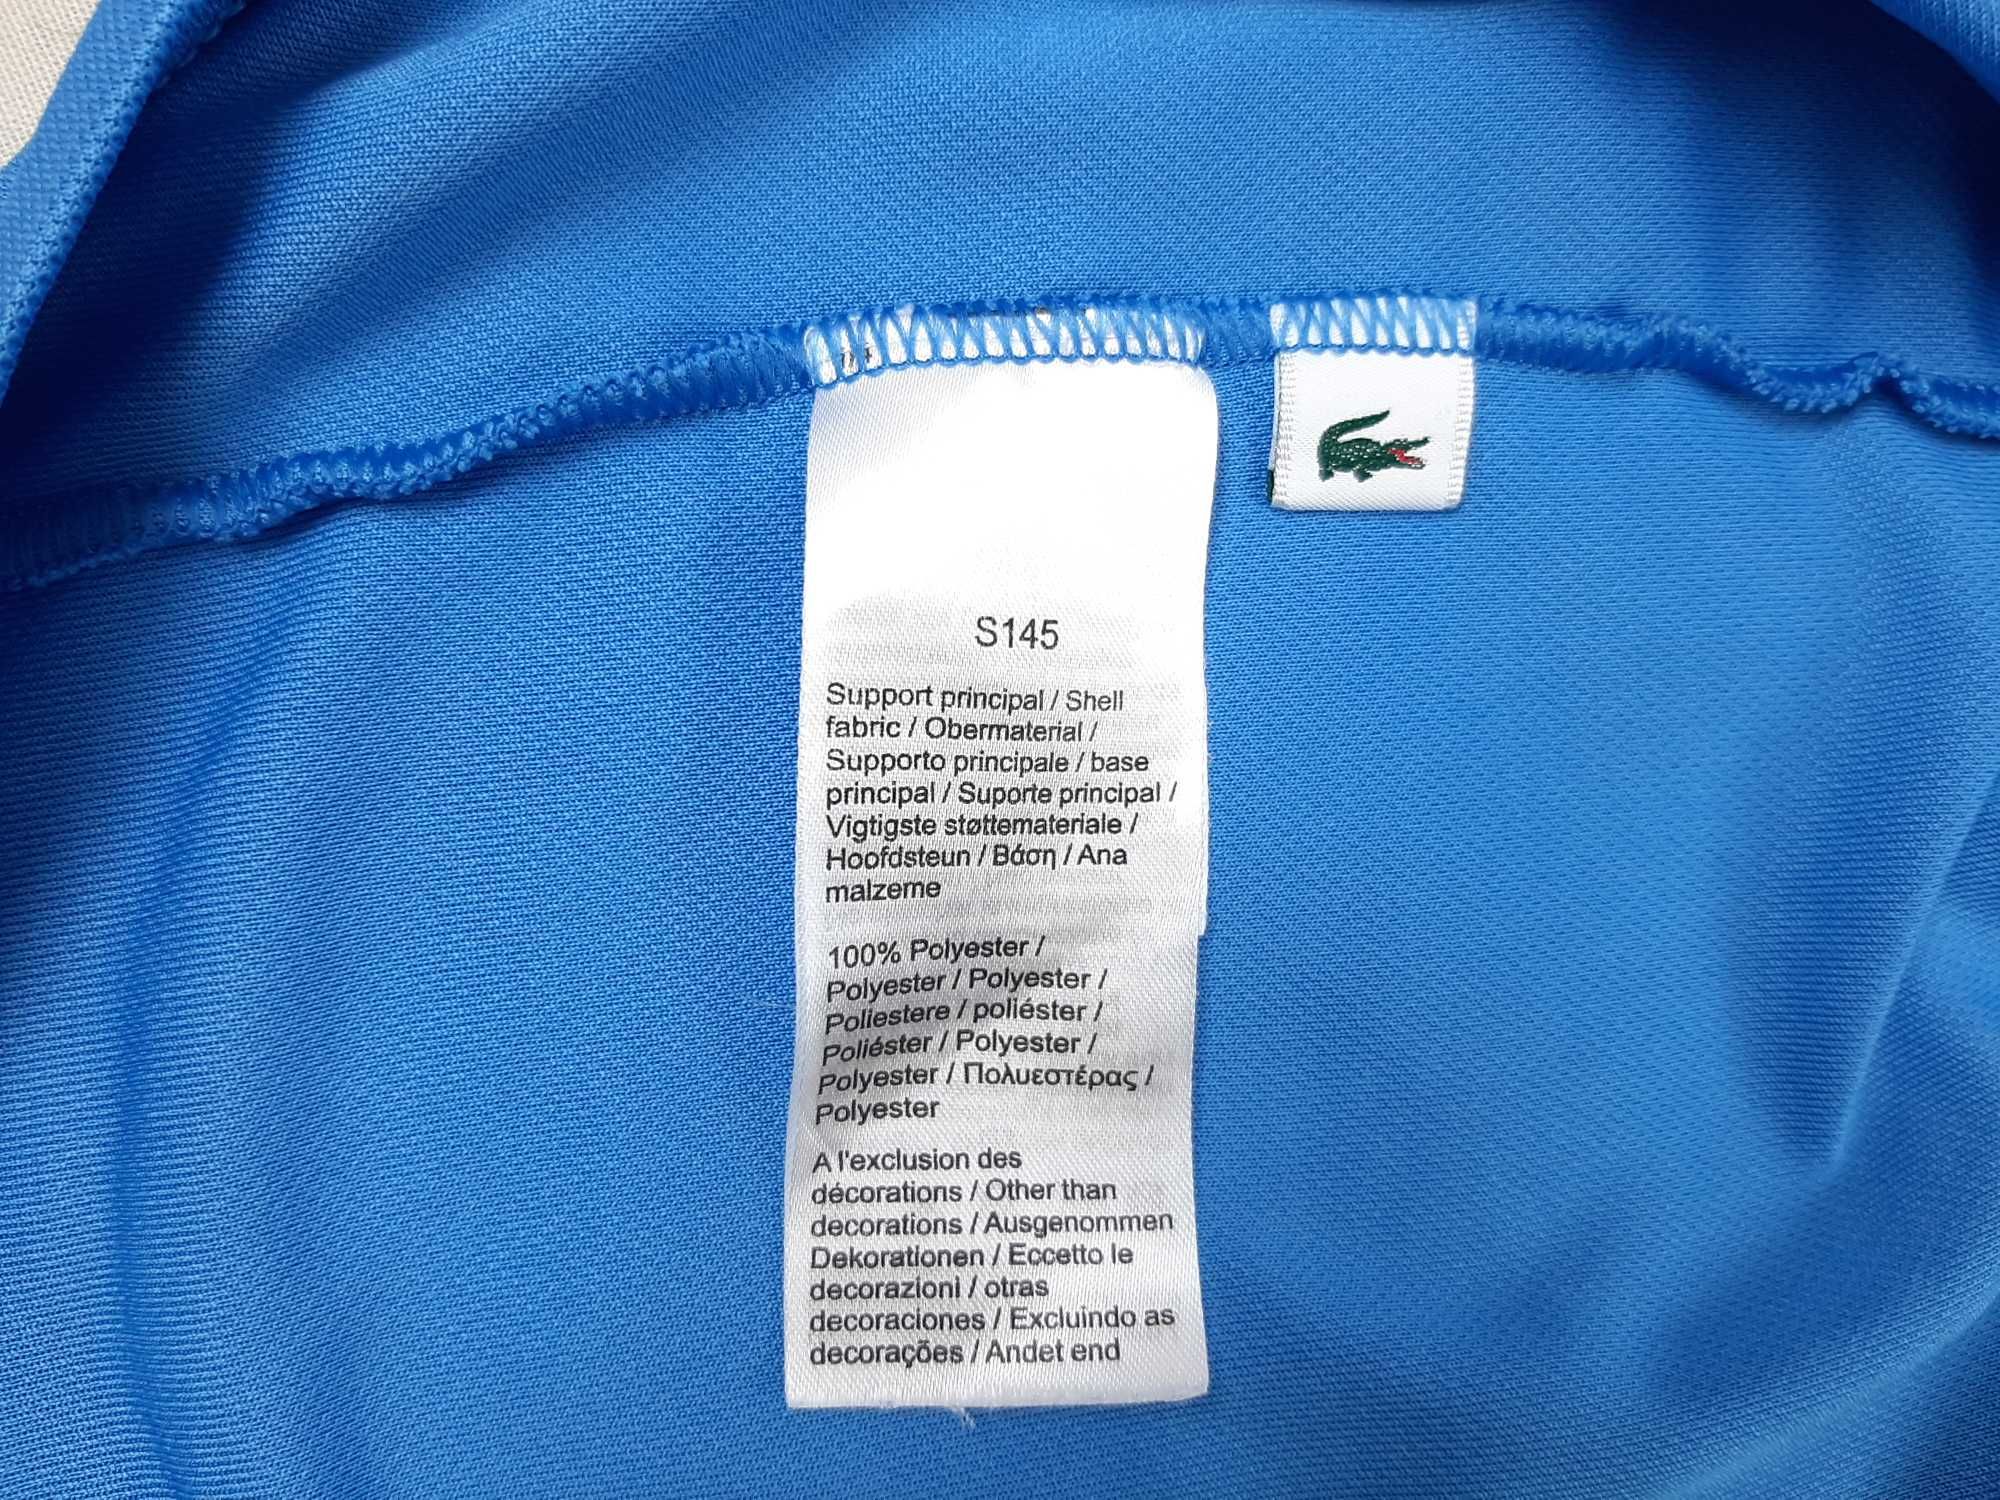 S145
Support principal / Shell
fabric / Obermaterial /
Supporto principale / base
principal / Suporte principal /
Vigtigste støttemateriale /
Hoofdsteun / Βάση / Ana
malzeme
100% Polyester /
Polyester / Polyester /
Poliestere / poliéster /
Poliéster / Polyester /
Polyester / Πολυεστέρας /
Polyester
A l'exclusion des
décorations / Other than
decorations / Ausgenommen
Dekorationen / Eccetto le
decorazioni / otras
decoraciones / Excluindo as
decorações / Andet end